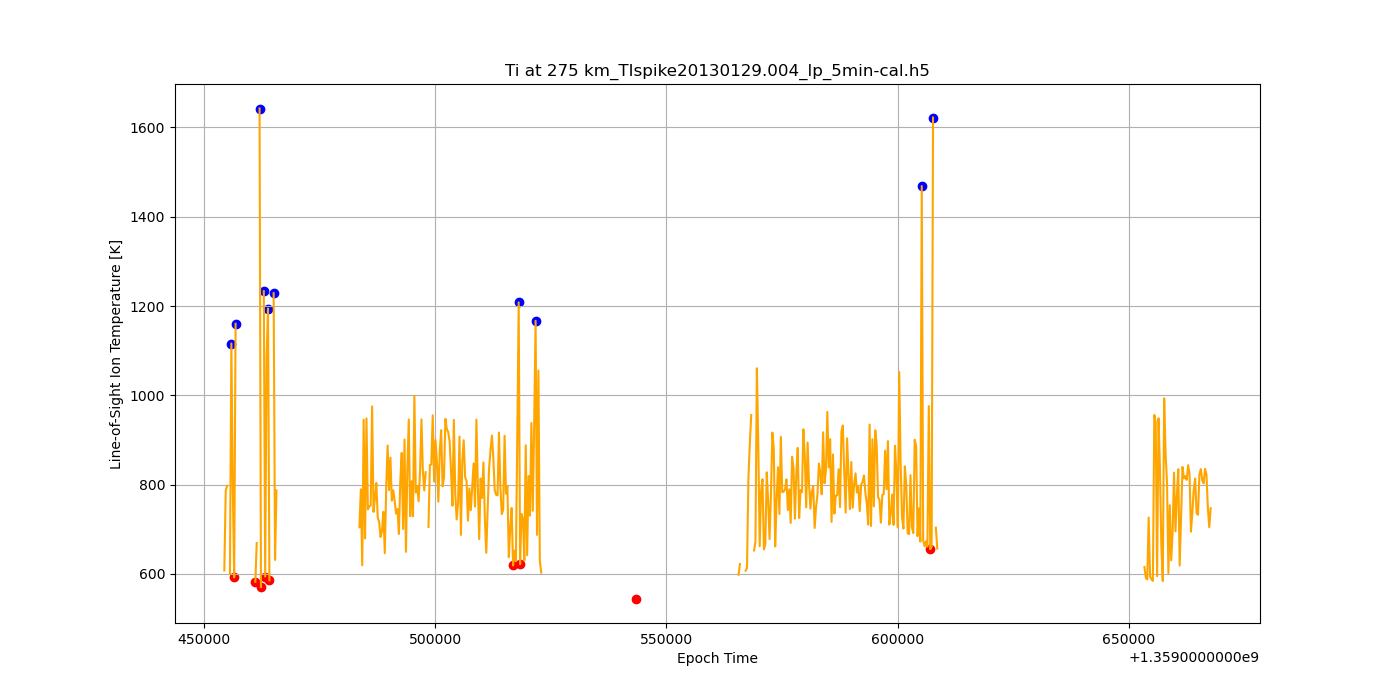 Ti at 275 km_TIspike20130129.004_lp_5min-cal.h5
Line-of-Sight Ion Temperature [K]
1600
1400
1200
1000
800
600
450000
500000
550000
600000
650000
Epoch Time
+1.3590000000e9